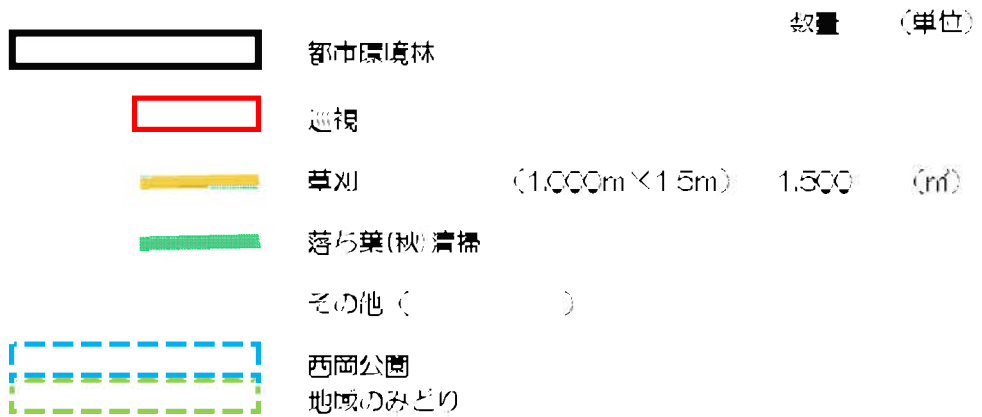 数量 (単位)
都市環境林
巡視
草刈 (1,000m×1.5m) 1,500 (㎡)
落ち葉(秋)清掃
その他 ( )
西岡公園
地域のみどり